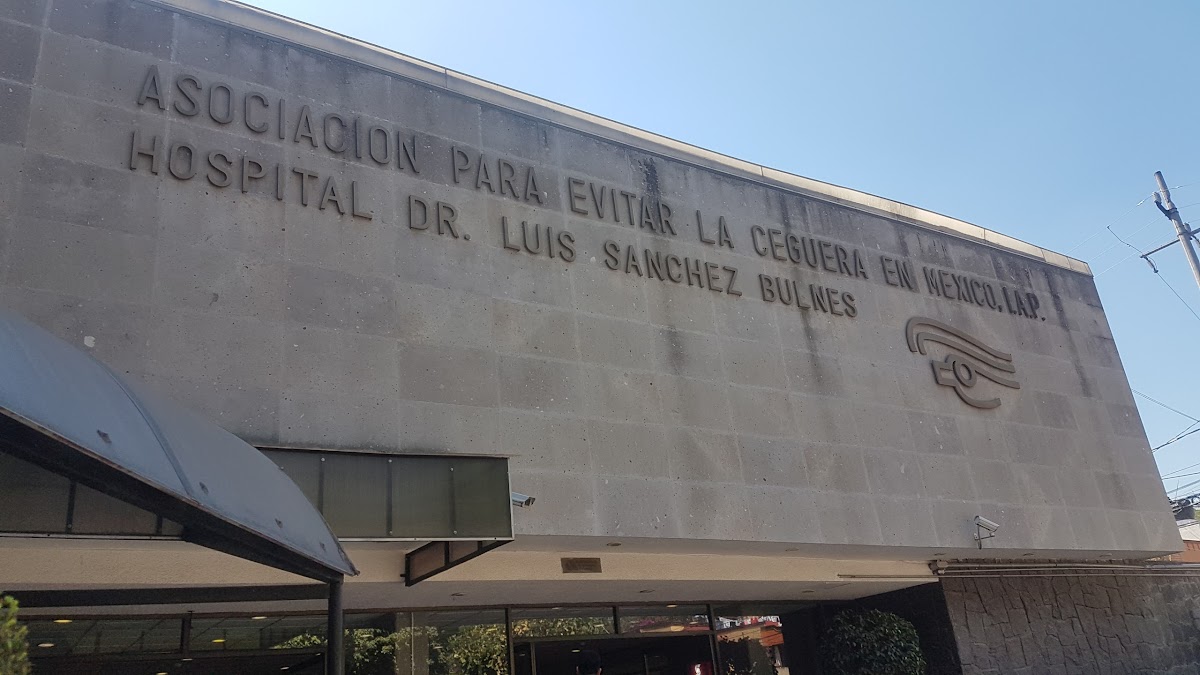 ASOCIACION PARA EVITAR LA CEGUERA EN MEXICO, I.A.P.
HOSPITAL DR. LUIS SANCHEZ BULNES